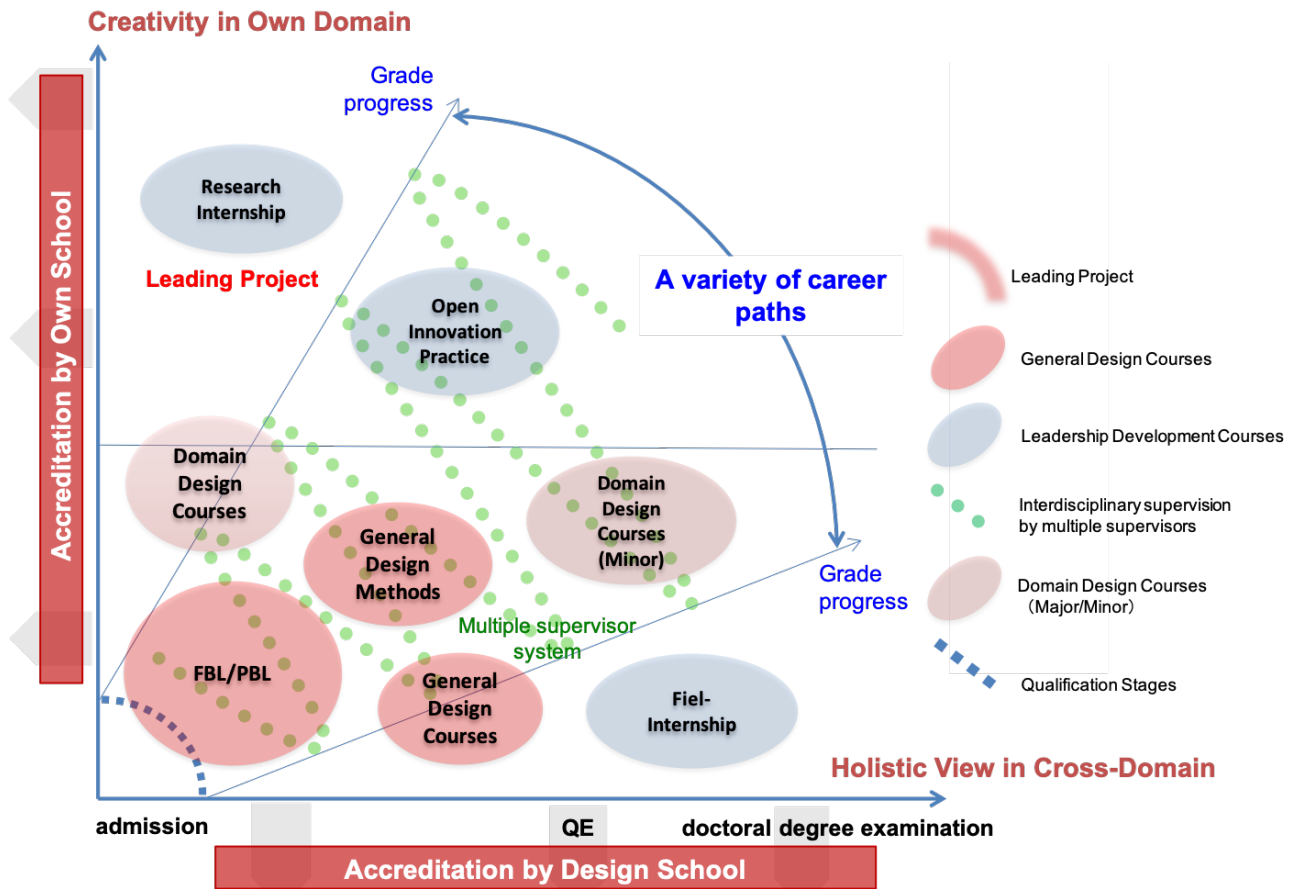 Creativity in Own Domain
Grade
progress
Research
Internship
Leading Project
Open
Innovation
Practice
A variety of career
paths
Accreditation by Own School
Domain
Design
Courses
General
Design
Methods
Domain
Design
Courses
(Minor)
Grade
progress
Multiple supervisor
system
FBL/PBL
General
Design
Courses
Fiel-
Internship
Holistic View in Cross-Domain
admission
QE
doctoral degree examination
Accreditation by Design School
Leading Project
General Design Courses
Leadership Development Courses
Interdisciplinary supervision
by multiple supervisors
Domain Design Courses
（Major/Minor）
Qualification Stages